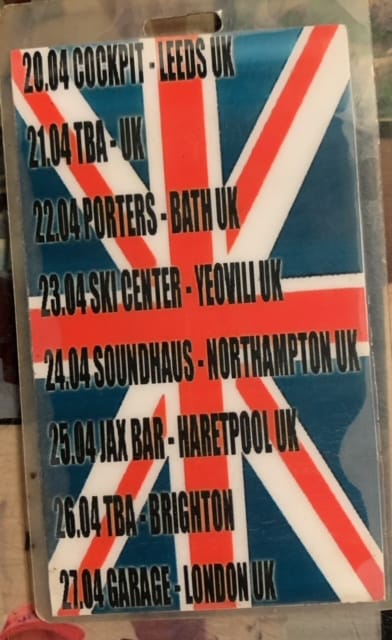 20.04 COCKPIT - LEEDS UK
21.04 TBA - UK
22.04 PORTERS - BATH UK
23.04 SKI CENTER - YEOVILI UK
24.04 SOUNDHAUS - NORTHAMPTON UK
25.04 JAX BAR - HARETPOOL UK
26.04 TBA - BRIGHTON
27.04 GARAGE - LONDON UK